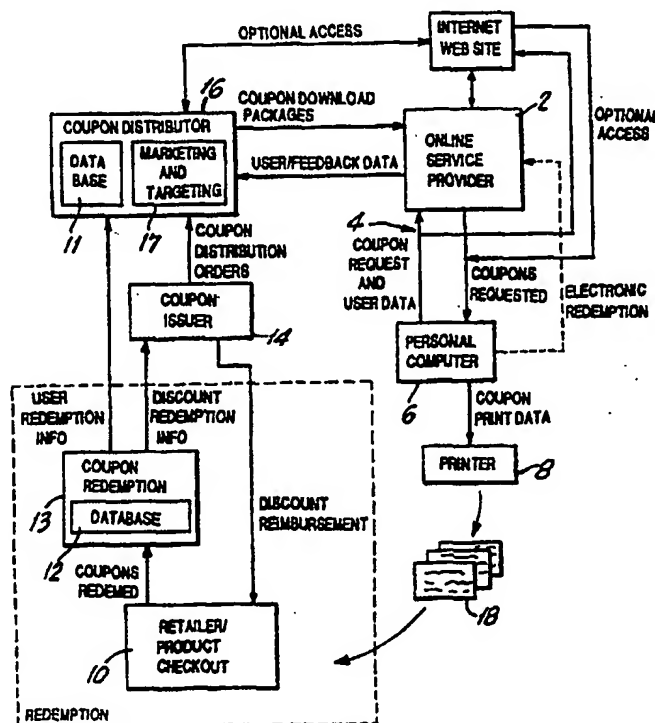 INTERNET
WEB SITE
OPTIONAL ACCESS
16
COUPON DISTRIBUTOR
DATA
BASE
11
MARKETING
AND
TARGETING
17
COUPON DOWNLOAD
PACKAGES
USER/FEEDBACK DATA
2
ONLINE
SERVICE
PROVIDER
OPTIONAL
ACCESS
4
COUPON
REQUEST
AND
USER DATA
COUPONS
REQUESTED
ELECTRONIC
REDEMPTION
COUPON
DISTRIBUTION
ORDERS
COUPON
ISSUER
14
PERSONAL
COMPUTER
6
COUPON
PRINT DATA
PRINTER
8
18
USER
REDEMPTION
INFO
DISCOUNT
REDEMPTION
INFO
COUPON
REDEMPTION
13
DATABASE
12
DISCOUNT
REIMBURSEMENT
COUPONS
REDEMED
RETAILER/
PRODUCT
CHECKOUT
10
REDEMPTION